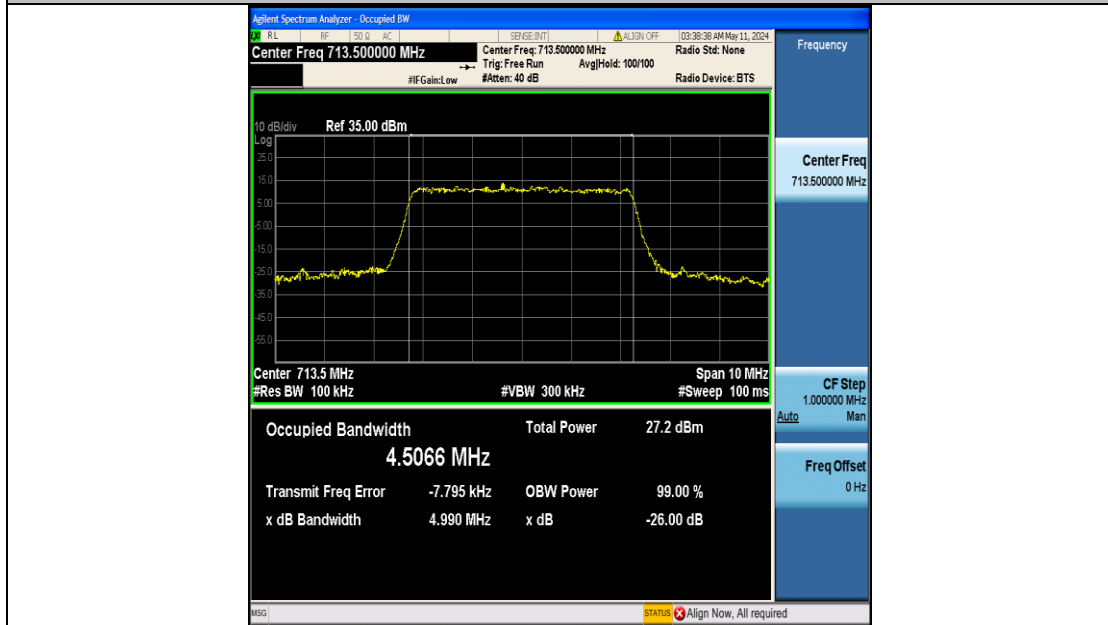 Agilent Spectrum Analyzer - Occupied BW
RL RF 50 Ω AC SENSE:INT ALIGN OFF 03:38:38 AM May 11, 2024
Center Freq 713.500000 MHz
Center Freq: 713.500000 MHz Radio Std: None
Trig: Free Run Avg|Hold: 100/100
#IFGain:Low #Atten: 40 dB Radio Device: BTS
10 dB/div Ref 35.00 dBm
Log
25.0
15.0
5.00
-5.00
-15.0
-25.0
-35.0
-45.0
-55.0
Center 713.5 MHz Span 10 MHz
#Res BW 100 kHz #VBW 300 kHz #Sweep 100 ms
Occupied Bandwidth Total Power 27.2 dBm
4.5066 MHz
Transmit Freq Error -7.795 kHz OBW Power 99.00 %
x dB Bandwidth 4.990 MHz x dB -26.00 dB
MSG STATUS Align Now, All required
Frequency
Center Freq
713.500000 MHz
CF Step
1.000000 MHz
Auto Man
Freq Offset
0 Hz